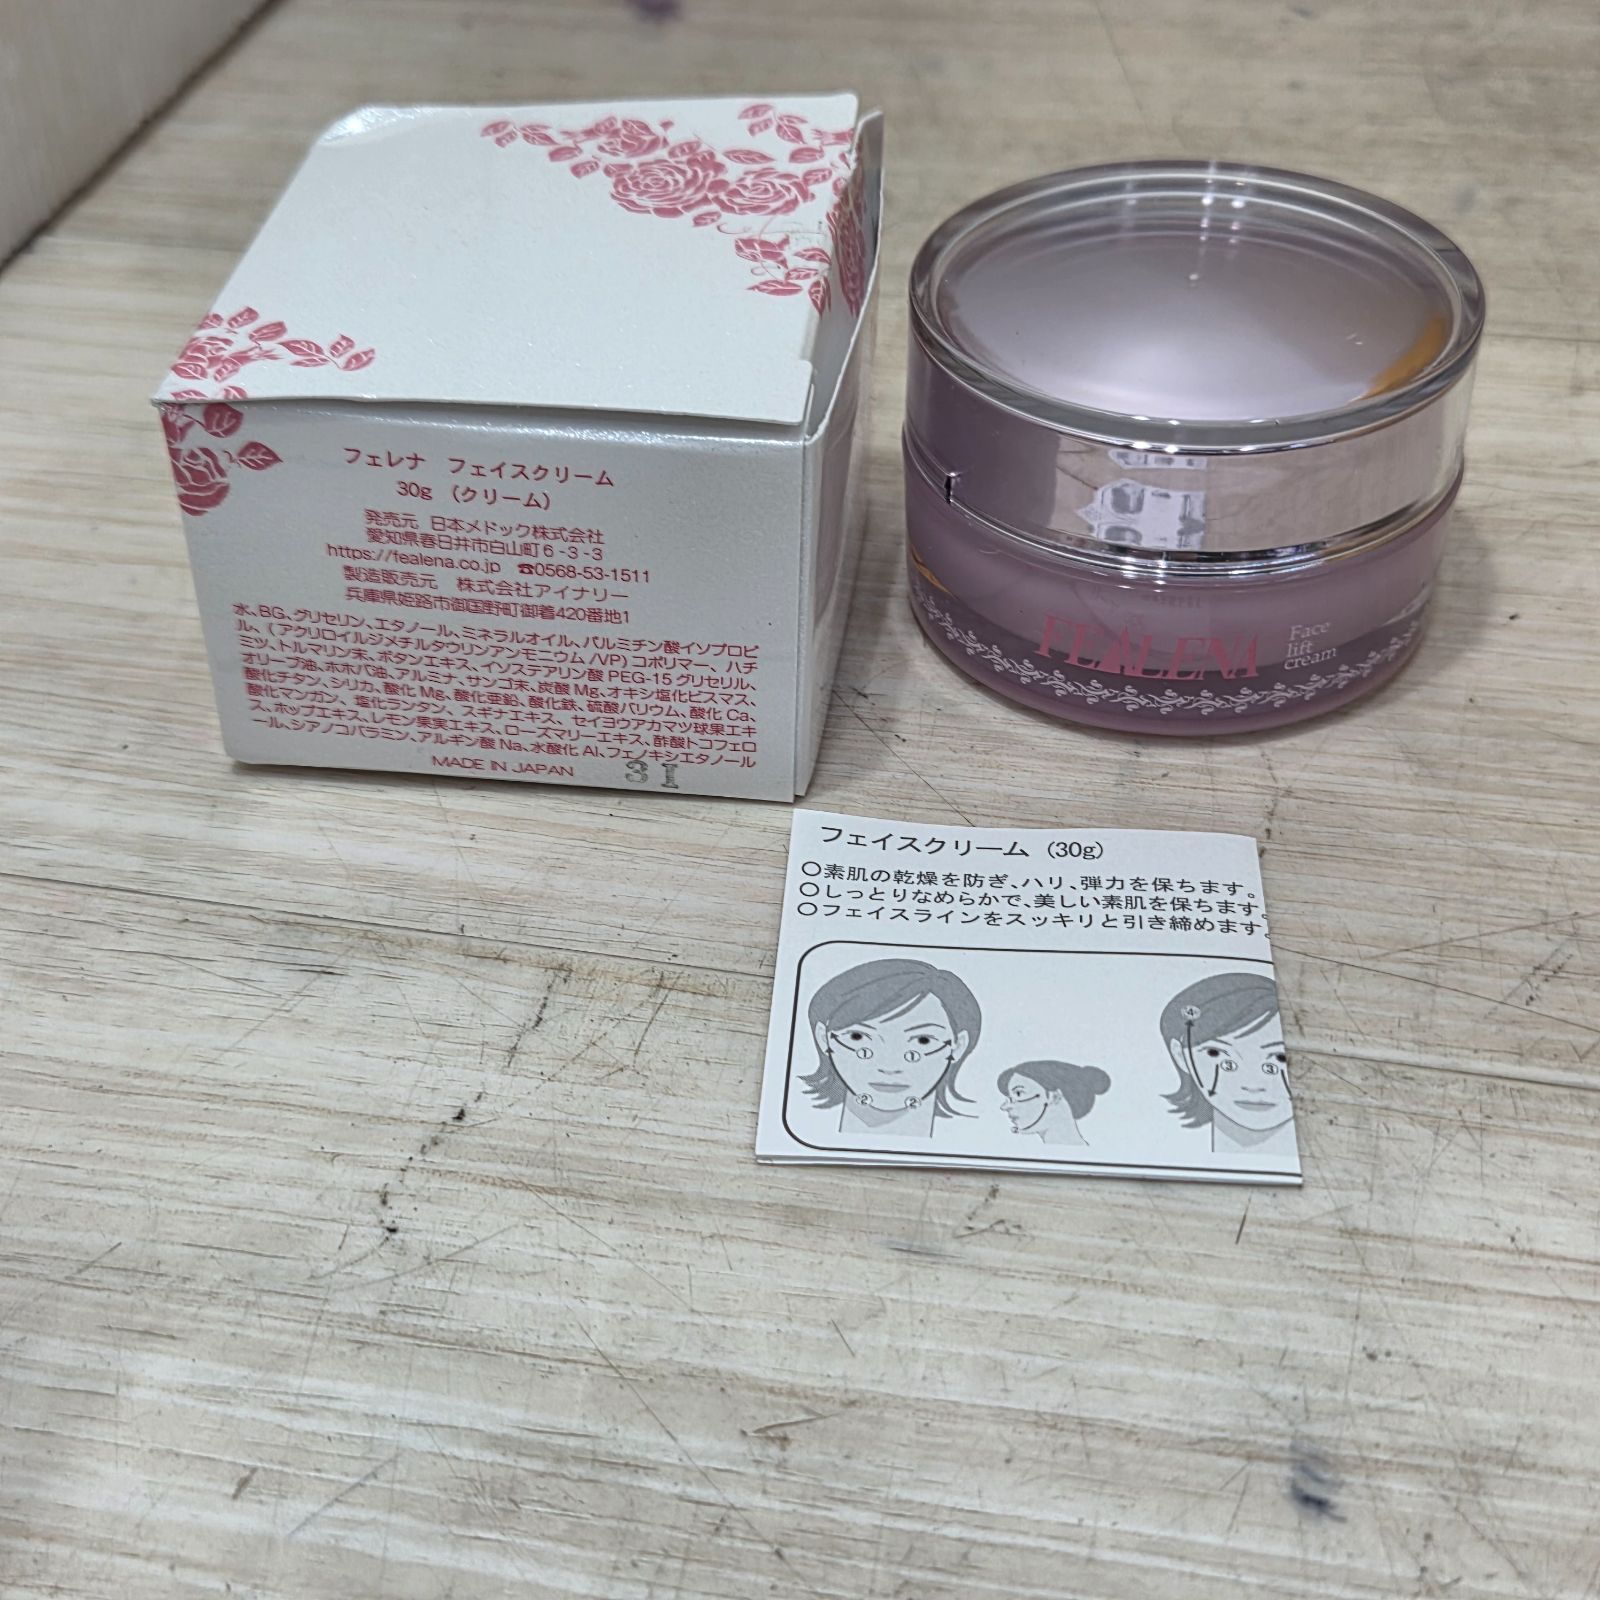 フェレナ フェイスクリーム
30g (クリーム)
発売元 日本メドック株式会社
愛知県春日井市白山町6-3-3
https://fealena.co.jp ☎0568-53-1511
製造販売元 株式会社アイナリー
兵庫県姫路市御国野町御着420番地1
水、BG、グリセリン、エタノール、ミネラルオイル、パルミチン酸イソプロピ
ル、(アクリロイルジメチルタウリンアンモニウム/VP)コポリマー、ハチ
ミツ、トルマリン末、ボタンエキス、イソステアリン酸PEG-15グリセリル、
オリーブ油、ホホバ油、アルミナ、サンゴ末、炭酸Mg、オキシ塩化ビスマス、
酸化チタン、シリカ、酸化Mg、酸化亜鉛、酸化鉄、硫酸バリウム、酸化Ca、
酸化マンガン、塩化ランタン、スギナエキス、セイヨウアカマツ球果エキ
ス、ホップエキス、レモン果実エキス、ローズマリーエキス、酢酸トコフェロ
ール、シアノコバラミン、アルギン酸Na、水酸化Al、フェノキシエタノール
MADE IN JAPAN
31
FEALENA
Face
lift
cream
フェイスクリーム (30g)
○素肌の乾燥を防ぎ、ハリ、弾力を保ちます。
○しっとりなめらかで、美しい素肌を保ちます。
○フェイスラインをスッキリと引き締めます。
① ①
② ②
④
③ ③